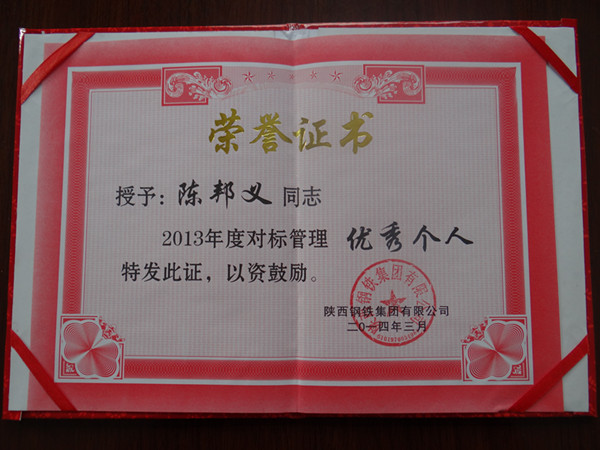 荣誉证书
授予：陈邦义同志
2013年度对标管理 优秀个人
特发此证，以资鼓励。
陕西钢铁集团有限公司
二〇一四年三月